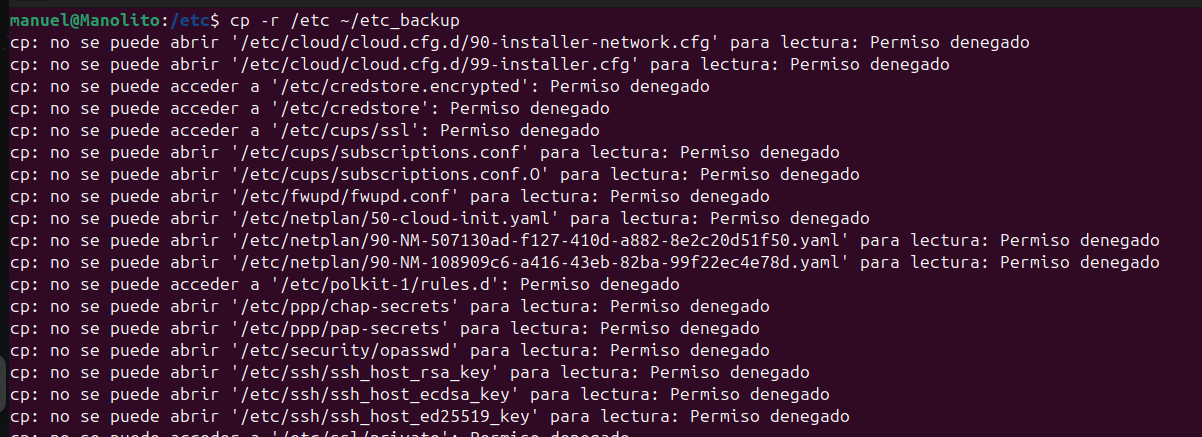 manuel@Manolito:/etc$ cp -r /etc ~/etc_backup
cp: no se puede abrir '/etc/cloud/cloud.cfg.d/90-installer-network.cfg' para lectura: Permiso denegado
cp: no se puede abrir '/etc/cloud/cloud.cfg.d/99-installer.cfg' para lectura: Permiso denegado
cp: no se puede acceder a '/etc/credstore.encrypted': Permiso denegado
cp: no se puede acceder a '/etc/credstore': Permiso denegado
cp: no se puede acceder a '/etc/cups/ssl': Permiso denegado
cp: no se puede abrir '/etc/cups/subscriptions.conf' para lectura: Permiso denegado
cp: no se puede abrir '/etc/cups/subscriptions.conf.O' para lectura: Permiso denegado
cp: no se puede abrir '/etc/fwupd/fwupd.conf' para lectura: Permiso denegado
cp: no se puede abrir '/etc/netplan/50-cloud-init.yaml' para lectura: Permiso denegado
cp: no se puede abrir '/etc/netplan/90-NM-507130ad-f127-410d-a882-8e2c20d51f50.yaml' para lectura: Permiso denegado
cp: no se puede abrir '/etc/netplan/90-NM-108909c6-a416-43eb-82ba-99f22ec4e78d.yaml' para lectura: Permiso denegado
cp: no se puede acceder a '/etc/polkit-1/rules.d': Permiso denegado
cp: no se puede abrir '/etc/ppp/chap-secrets' para lectura: Permiso denegado
cp: no se puede abrir '/etc/ppp/pap-secrets' para lectura: Permiso denegado
cp: no se puede abrir '/etc/security/opasswd' para lectura: Permiso denegado
cp: no se puede abrir '/etc/ssh/ssh_host_rsa_key' para lectura: Permiso denegado
cp: no se puede abrir '/etc/ssh/ssh_host_ecdsa_key' para lectura: Permiso denegado
cp: no se puede abrir '/etc/ssh/ssh_host_ed25519_key' para lectura: Permiso denegado
cp: no se puede acceder a '/etc/ssl/private': Permiso denegado